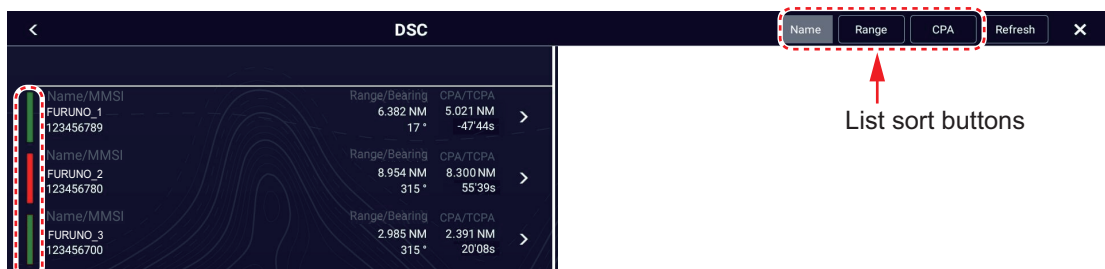 DSC
Name Range CPA Refresh
List sort buttons
Name/MMSI Range/Bearing CPA/TCPA
FURUNO_1 6.382 NM 5.021 NM
123456789 17 ° -47'44s
Name/MMSI Range/Bearing CPA/TCPA
FURUNO_2 8.954 NM 8.300 NM
123456780 315 ° 55'39s
Name/MMSI Range/Bearing CPA/TCPA
FURUNO_3 2.985 NM 2.391 NM
123456700 315 ° 20'08s